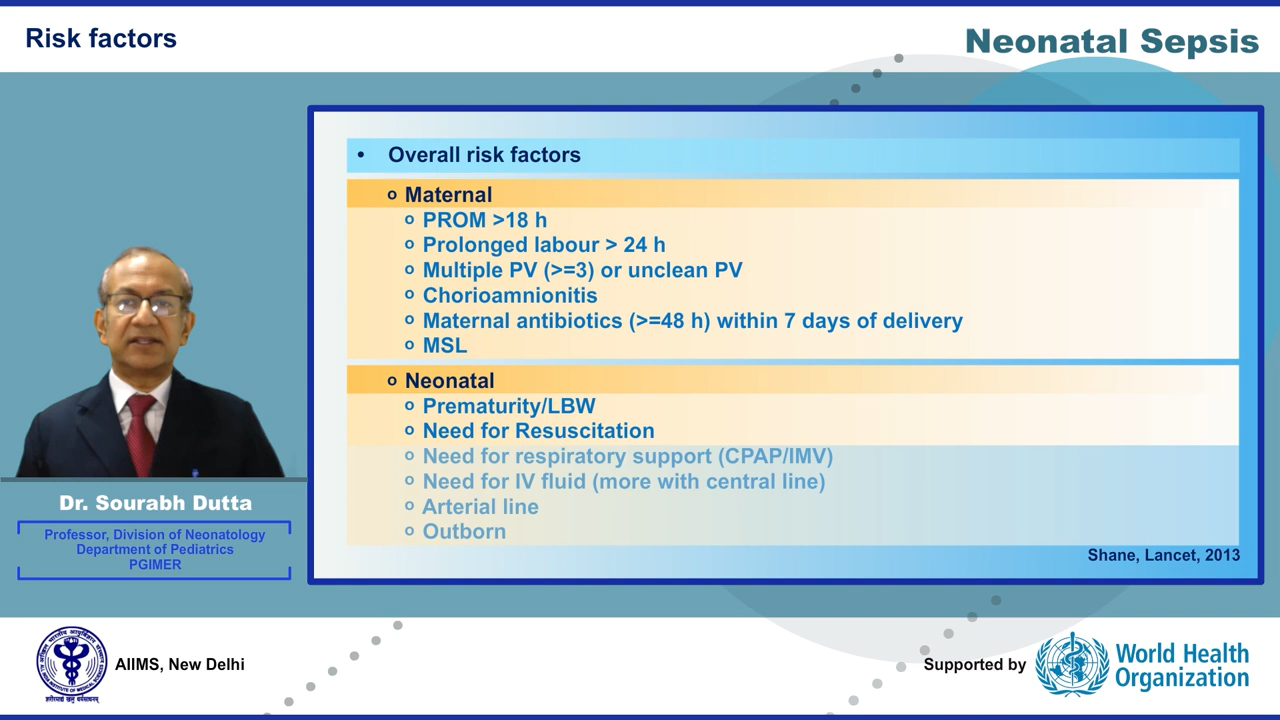 Risk factors
Neonatal Sepsis
• Overall risk factors
o Maternal
o PROM >18 h
o Prolonged labour > 24 h
o Multiple PV (>=3) or unclean PV
o Chorioamnionitis
o Maternal antibiotics (>=48 h) within 7 days of delivery
o MSL
o Neonatal
o Prematurity/LBW
o Need for Resuscitation
o Need for respiratory support (CPAP/IMV)
o Need for IV fluid (more with central line)
o Arterial line
o Outborn
Shane, Lancet, 2013
Dr. Sourabh Dutta
Professor, Division of Neonatology
Department of Pediatrics
PGIMER
AIIMS, New Delhi
Supported by
World Health
Organization